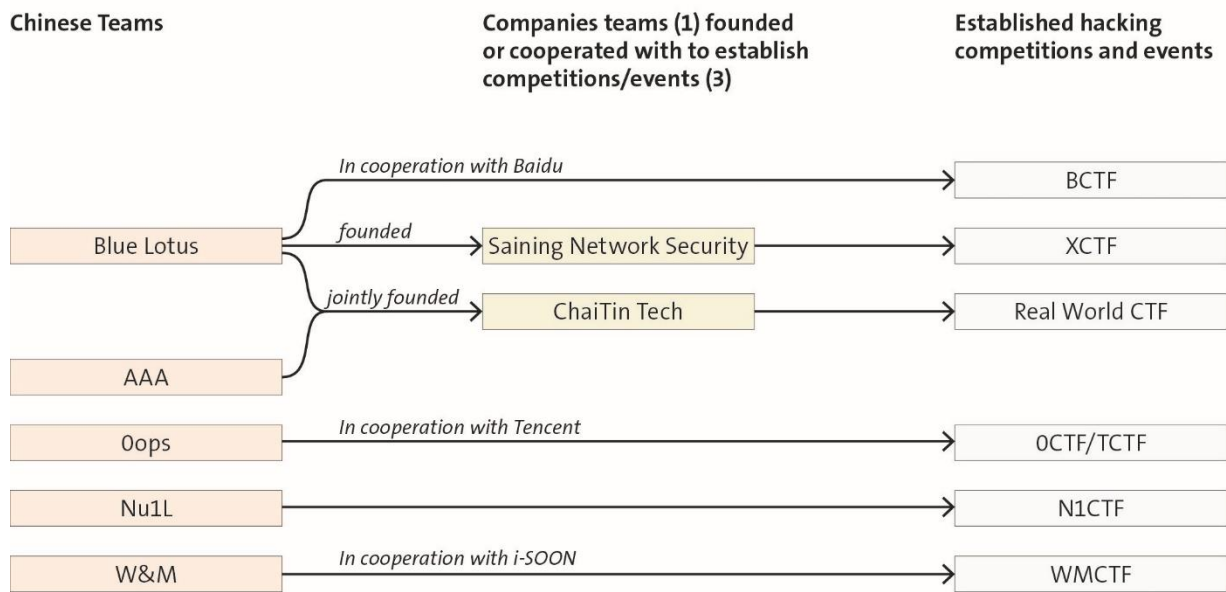 Chinese Teams
Companies teams (1) founded
or cooperated with to establish
competitions/events (3)
Established hacking
competitions and events
In cooperation with Baidu
BCTF
Blue Lotus
founded
Saining Network Security
XCTF
jointly founded
ChaiTin Tech
Real World CTF
AAA
0ops
In cooperation with Tencent
0CTF/TCTF
Nu1L
N1CTF
W&M
In cooperation with i-SOON
WMCTF